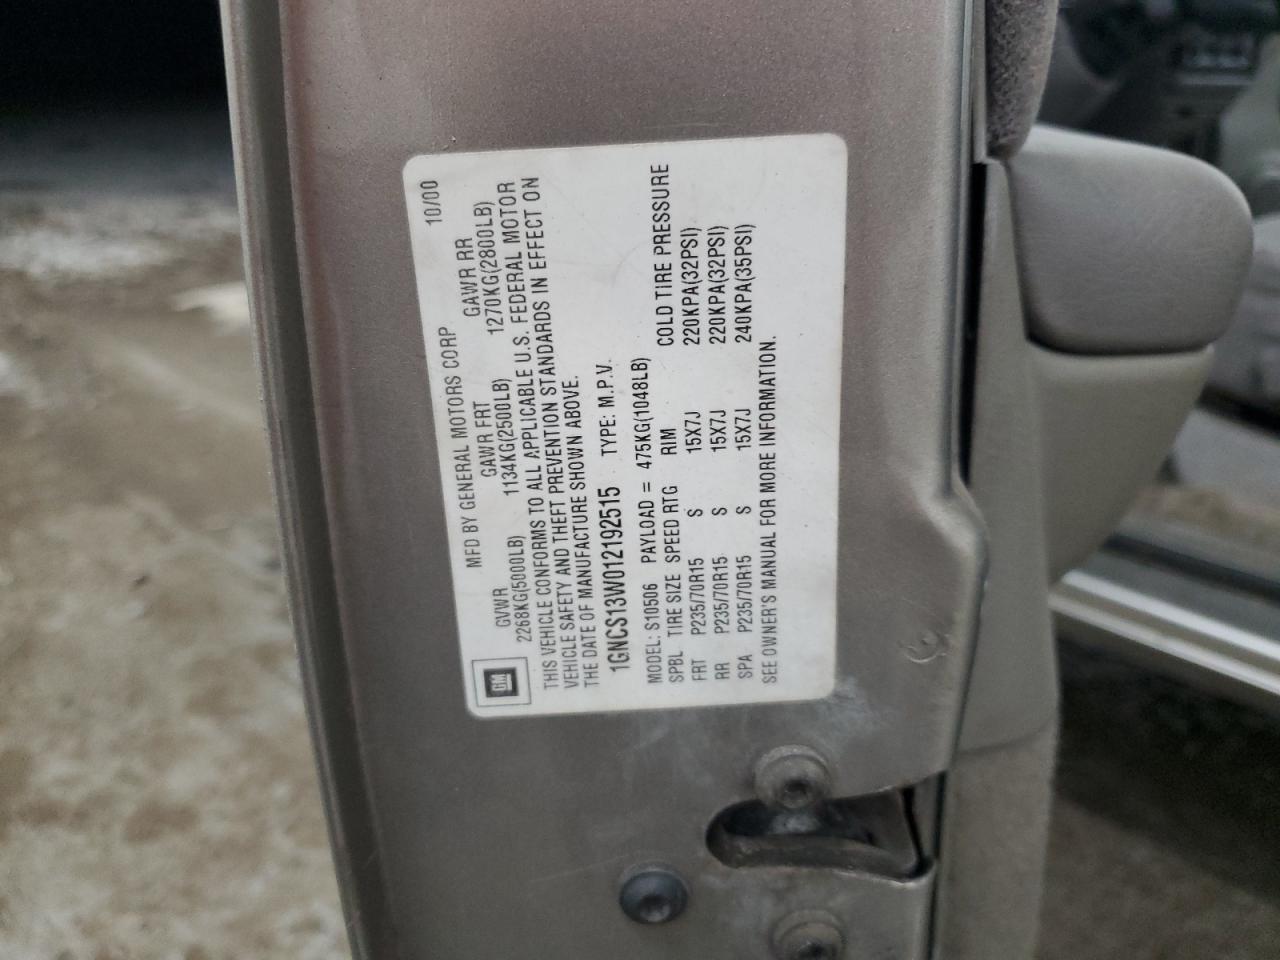 GM
MFD BY GENERAL MOTORS CORP 10/00
GVWR GAWR FRT GAWR RR
2268KG(5000LB) 1134KG(2500LB) 1270KG(2800LB)
THIS VEHICLE CONFORMS TO ALL APPLICABLE U.S. FEDERAL MOTOR
VEHICLE SAFETY AND THEFT PREVENTION STANDARDS IN EFFECT ON
THE DATE OF MANUFACTURE SHOWN ABOVE.
1GNCS13W012192515 TYPE: M.P.V.
MODEL: S10506 PAYLOAD = 475KG(1048LB)
SPBL TIRE SIZE SPEED RTG RIM COLD TIRE PRESSURE
FRT P235/70R15 S 15X7J 220KPA(32PSI)
RR P235/70R15 S 15X7J 220KPA(32PSI)
SPA P235/70R15 S 15X7J 240KPA(35PSI)
SEE OWNER'S MANUAL FOR MORE INFORMATION.